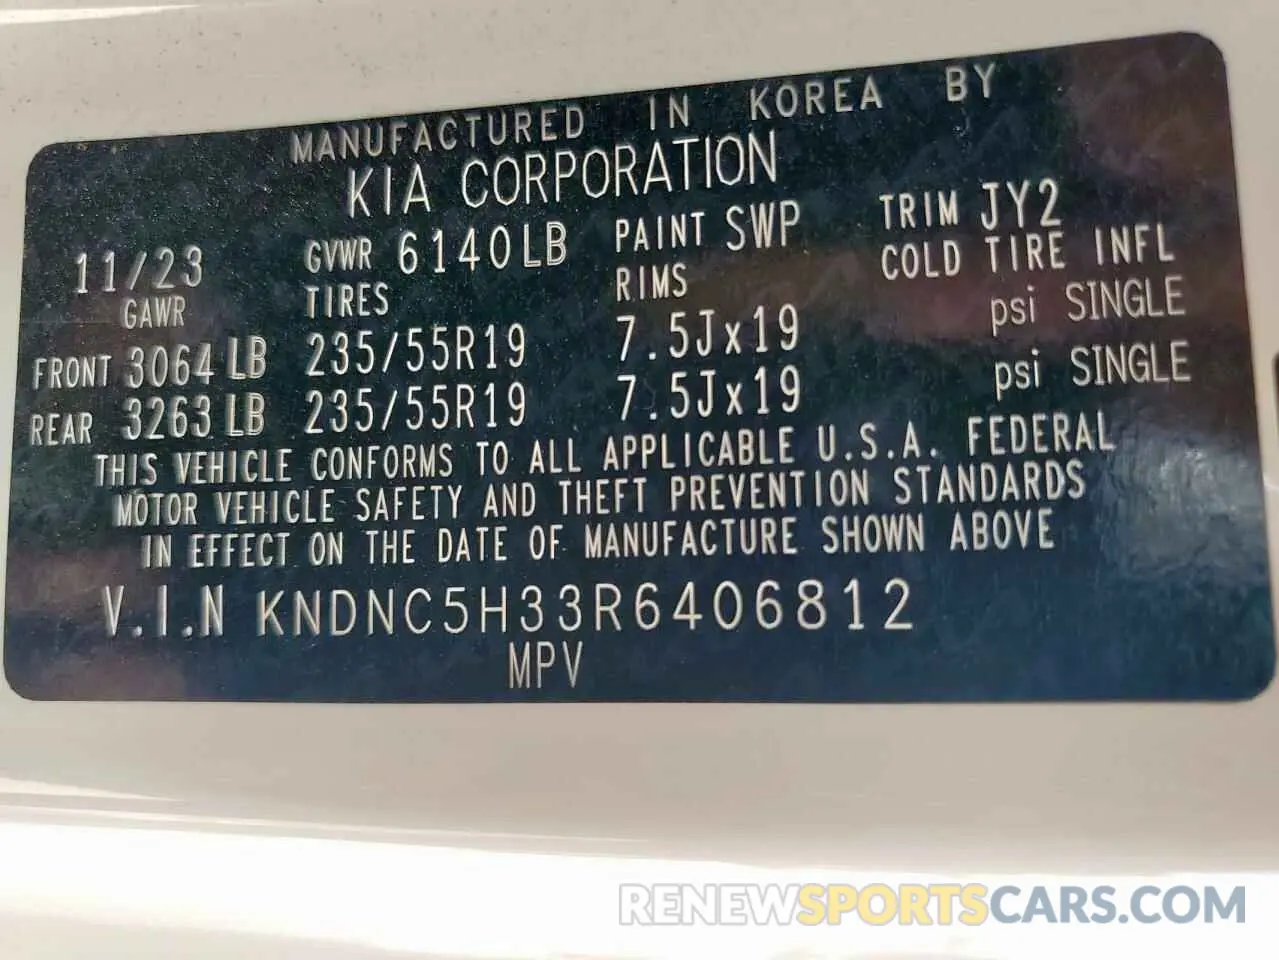 MANUFACTURED IN KOREA BY
KIA CORPORATION
11/23 GVWR 6140LB PAINT SWP TRIM JY2
GAWR TIRES RIMS COLD TIRE INFL
psi SINGLE
FRONT 3064 LB 235/55R19 7.5Jx19
psi SINGLE
REAR 3263 LB 235/55R19 7.5Jx19
THIS VEHICLE CONFORMS TO ALL APPLICABLE U.S.A. FEDERAL
MOTOR VEHICLE SAFETY AND THEFT PREVENTION STANDARDS
IN EFFECT ON THE DATE OF MANUFACTURE SHOWN ABOVE
V.I.N KNDNC5H33R6406812
MPV
RENEWSPORTSCARS.COM